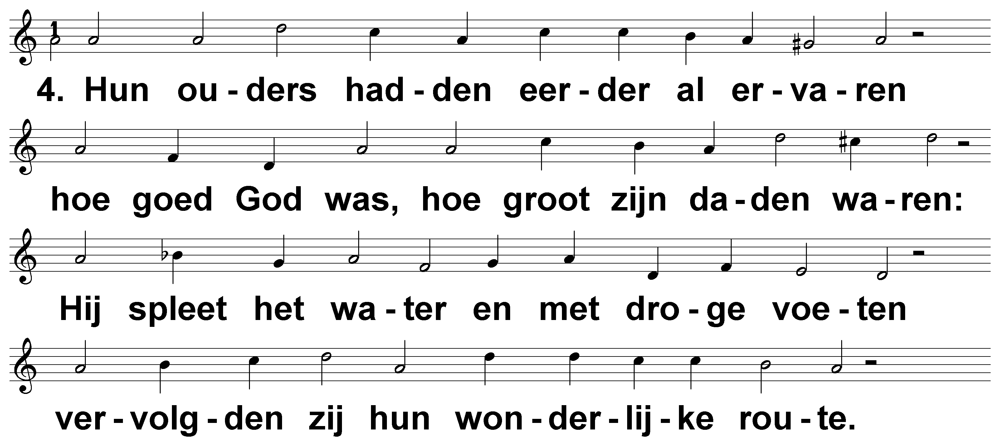 1
4. Hun ou - ders had - den eer - der al er - va - ren
hoe goed God was, hoe groot zijn da - den wa - ren:
Hij spleet het wa - ter en met dro - ge voe - ten
ver - volg - den zij hun won - der - lij - ke rou - te.